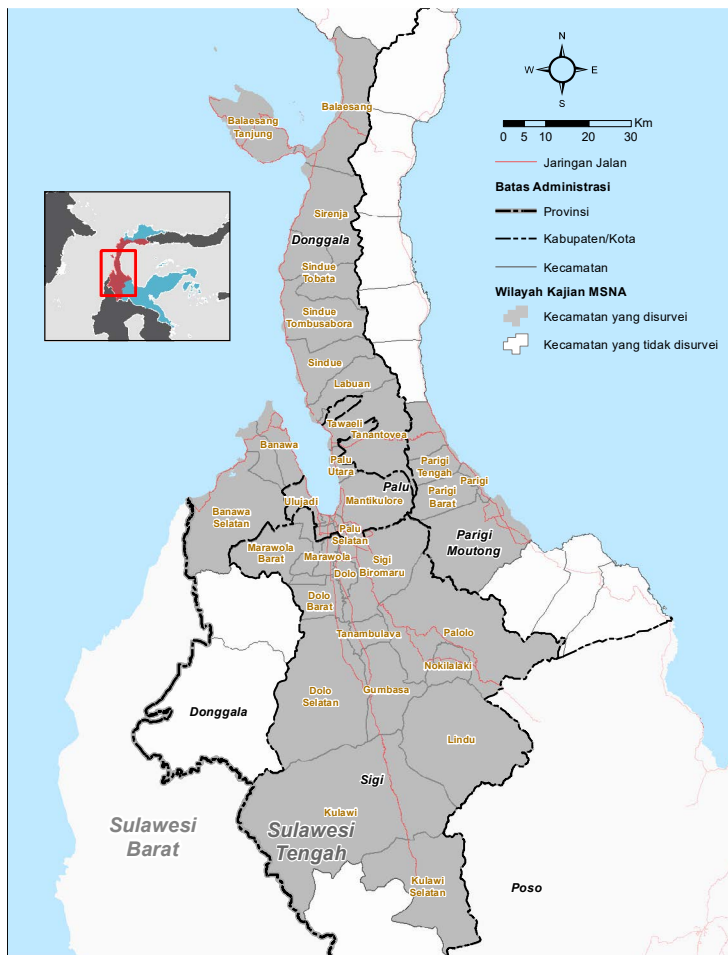 N
W
E
S
Km
0
5
10
20
30
Jaringan Jalan
Batas Administrasi
Provinsi
Kabupaten/Kota
Kecamatan
Wilayah Kajian MSNA
Kecamatan yang disurvei
Kecamatan yang tidak disurvei
Balaesang
Balaesang
Tanjung
Sirenja
Donggala
Sindue
Tobata
Sindue
Tombusabora
Sindue
Labuan
Tawaeli
Tanantovea
Banawa
Palu
Utara
Parigi
Tengah
Parigi
Parigi
Barat
Palu
Ulujadi
Mantikulore
Banawa
Selatan
Palu
Selatan
Parigi
Moutong
Marawola
Barat
Marawola
Sigi
Biromaru
Dolo
Dolo
Barat
Tanambulava
Palolo
Nokilalaki
Dolo
Selatan
Gumbasa
Donggala
Lindu
Sigi
Kulawi
Sulawesi
Barat
Sulawesi
Tengah
Kulawi
Selatan
Poso